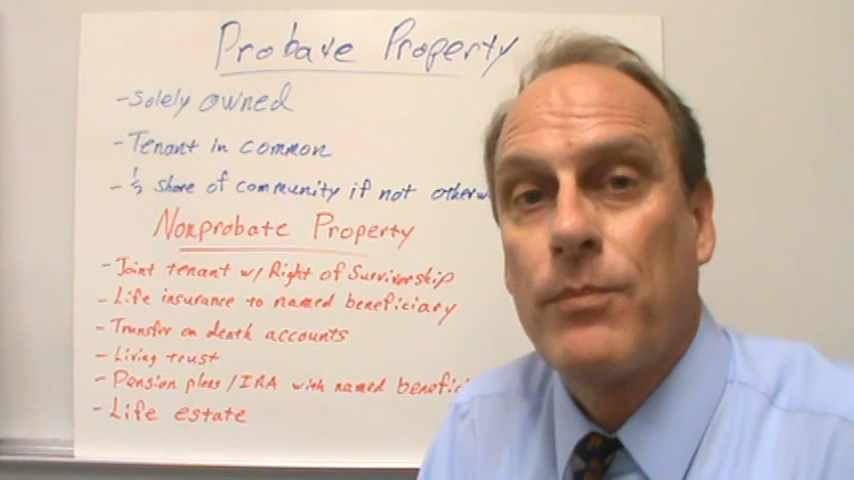 Probate Property
-Solely owned
-Tenant in common
-½ share of community if not otherw
Nonprobate Property
-Joint tenant w/ Right of Survivorship
-Life insurance to named beneficiary
-Transfer on death accounts
-Living trust
-Pension plans/IRA with named benefic
-Life estate